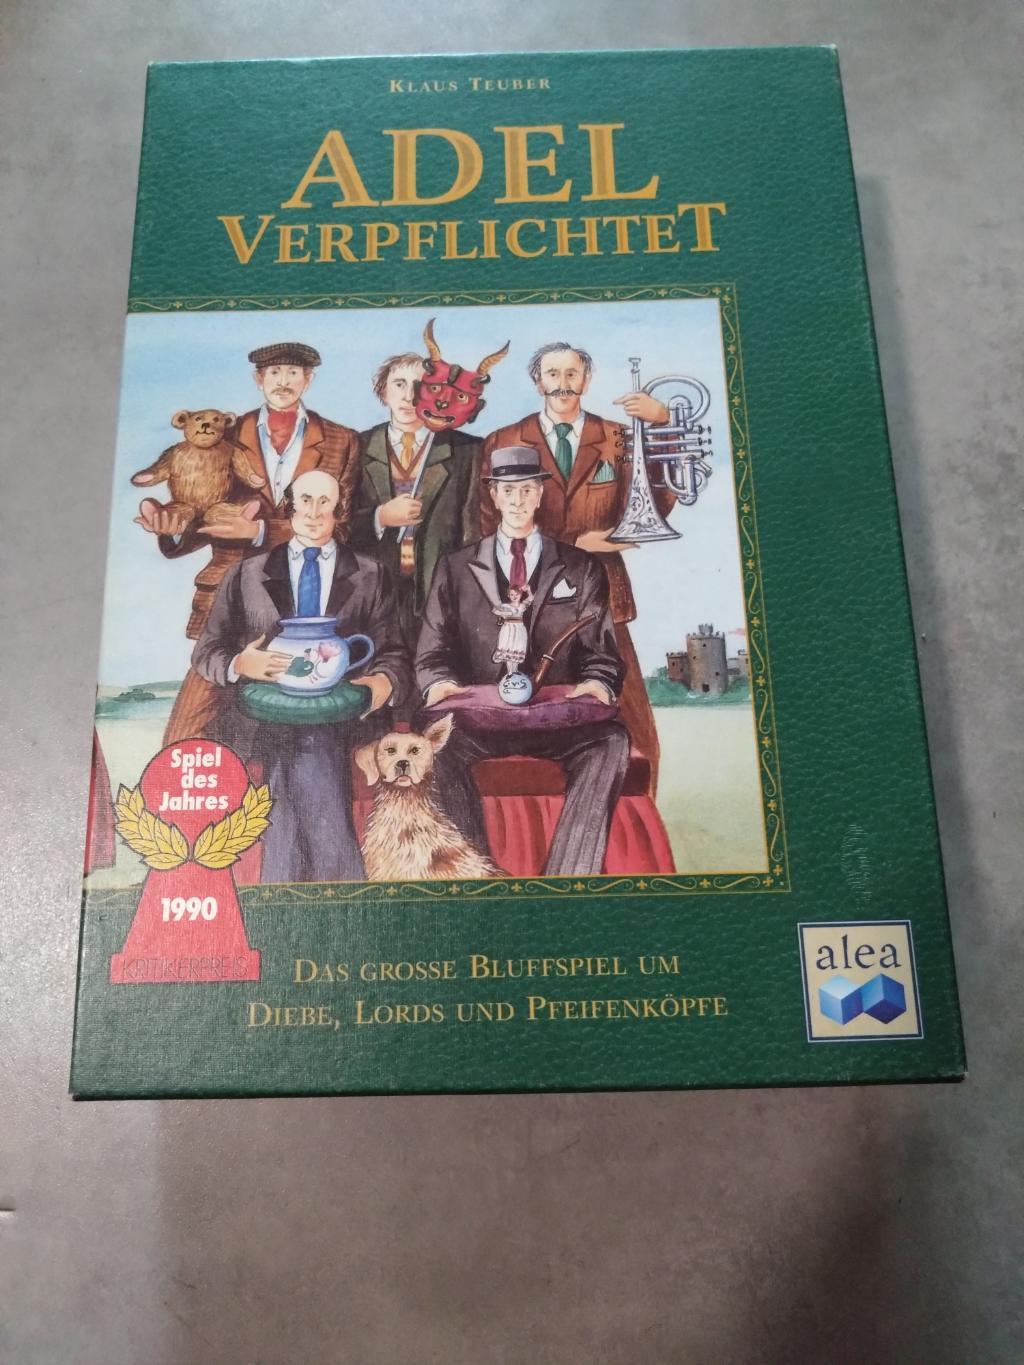 KLAUS TEUBER
ADEL
VERPFLICHTET
Spiel
des
Jahres
1990
KRITIKERPREIS
DAS GROSSE BLUFFSPIEL UM
DIEBE, LORDS UND PFEIFENKÖPFE
alea